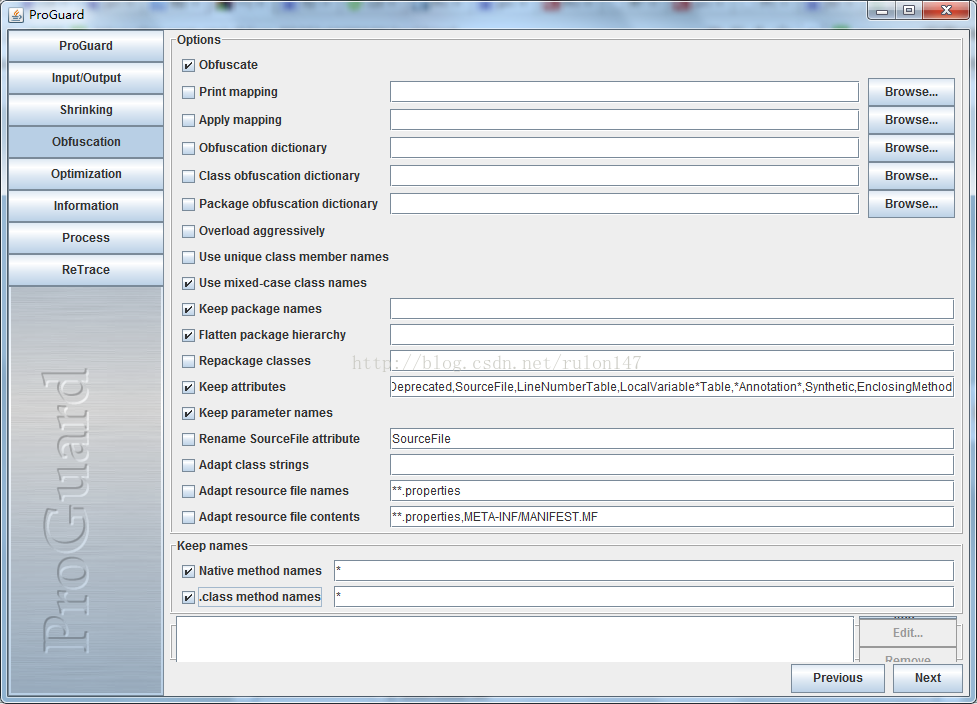 ProGuard
ProGuard
Input/Output
Shrinking
Obfuscation
Optimization
Information
Process
ReTrace
ProGuard
Options
Obfuscate
Print mapping Browse...
Apply mapping Browse...
Obfuscation dictionary Browse...
Class obfuscation dictionary Browse...
Package obfuscation dictionary Browse...
Overload aggressively
Use unique class member names
Use mixed-case class names
Keep package names
Flatten package hierarchy
Repackage classes
http://blog.csdn.net/rulon147
Keep attributes Deprecated,SourceFile,LineNumberTable,LocalVariable*Table,*Annotation*,Synthetic,EnclosingMethod
Keep parameter names
Rename SourceFile attribute SourceFile
Adapt class strings
Adapt resource file names **.properties
Adapt resource file contents **.properties,META-INF/MANIFEST.MF
Keep names
Native method names *
.class method names *
Edit...
Remove
Previous Next